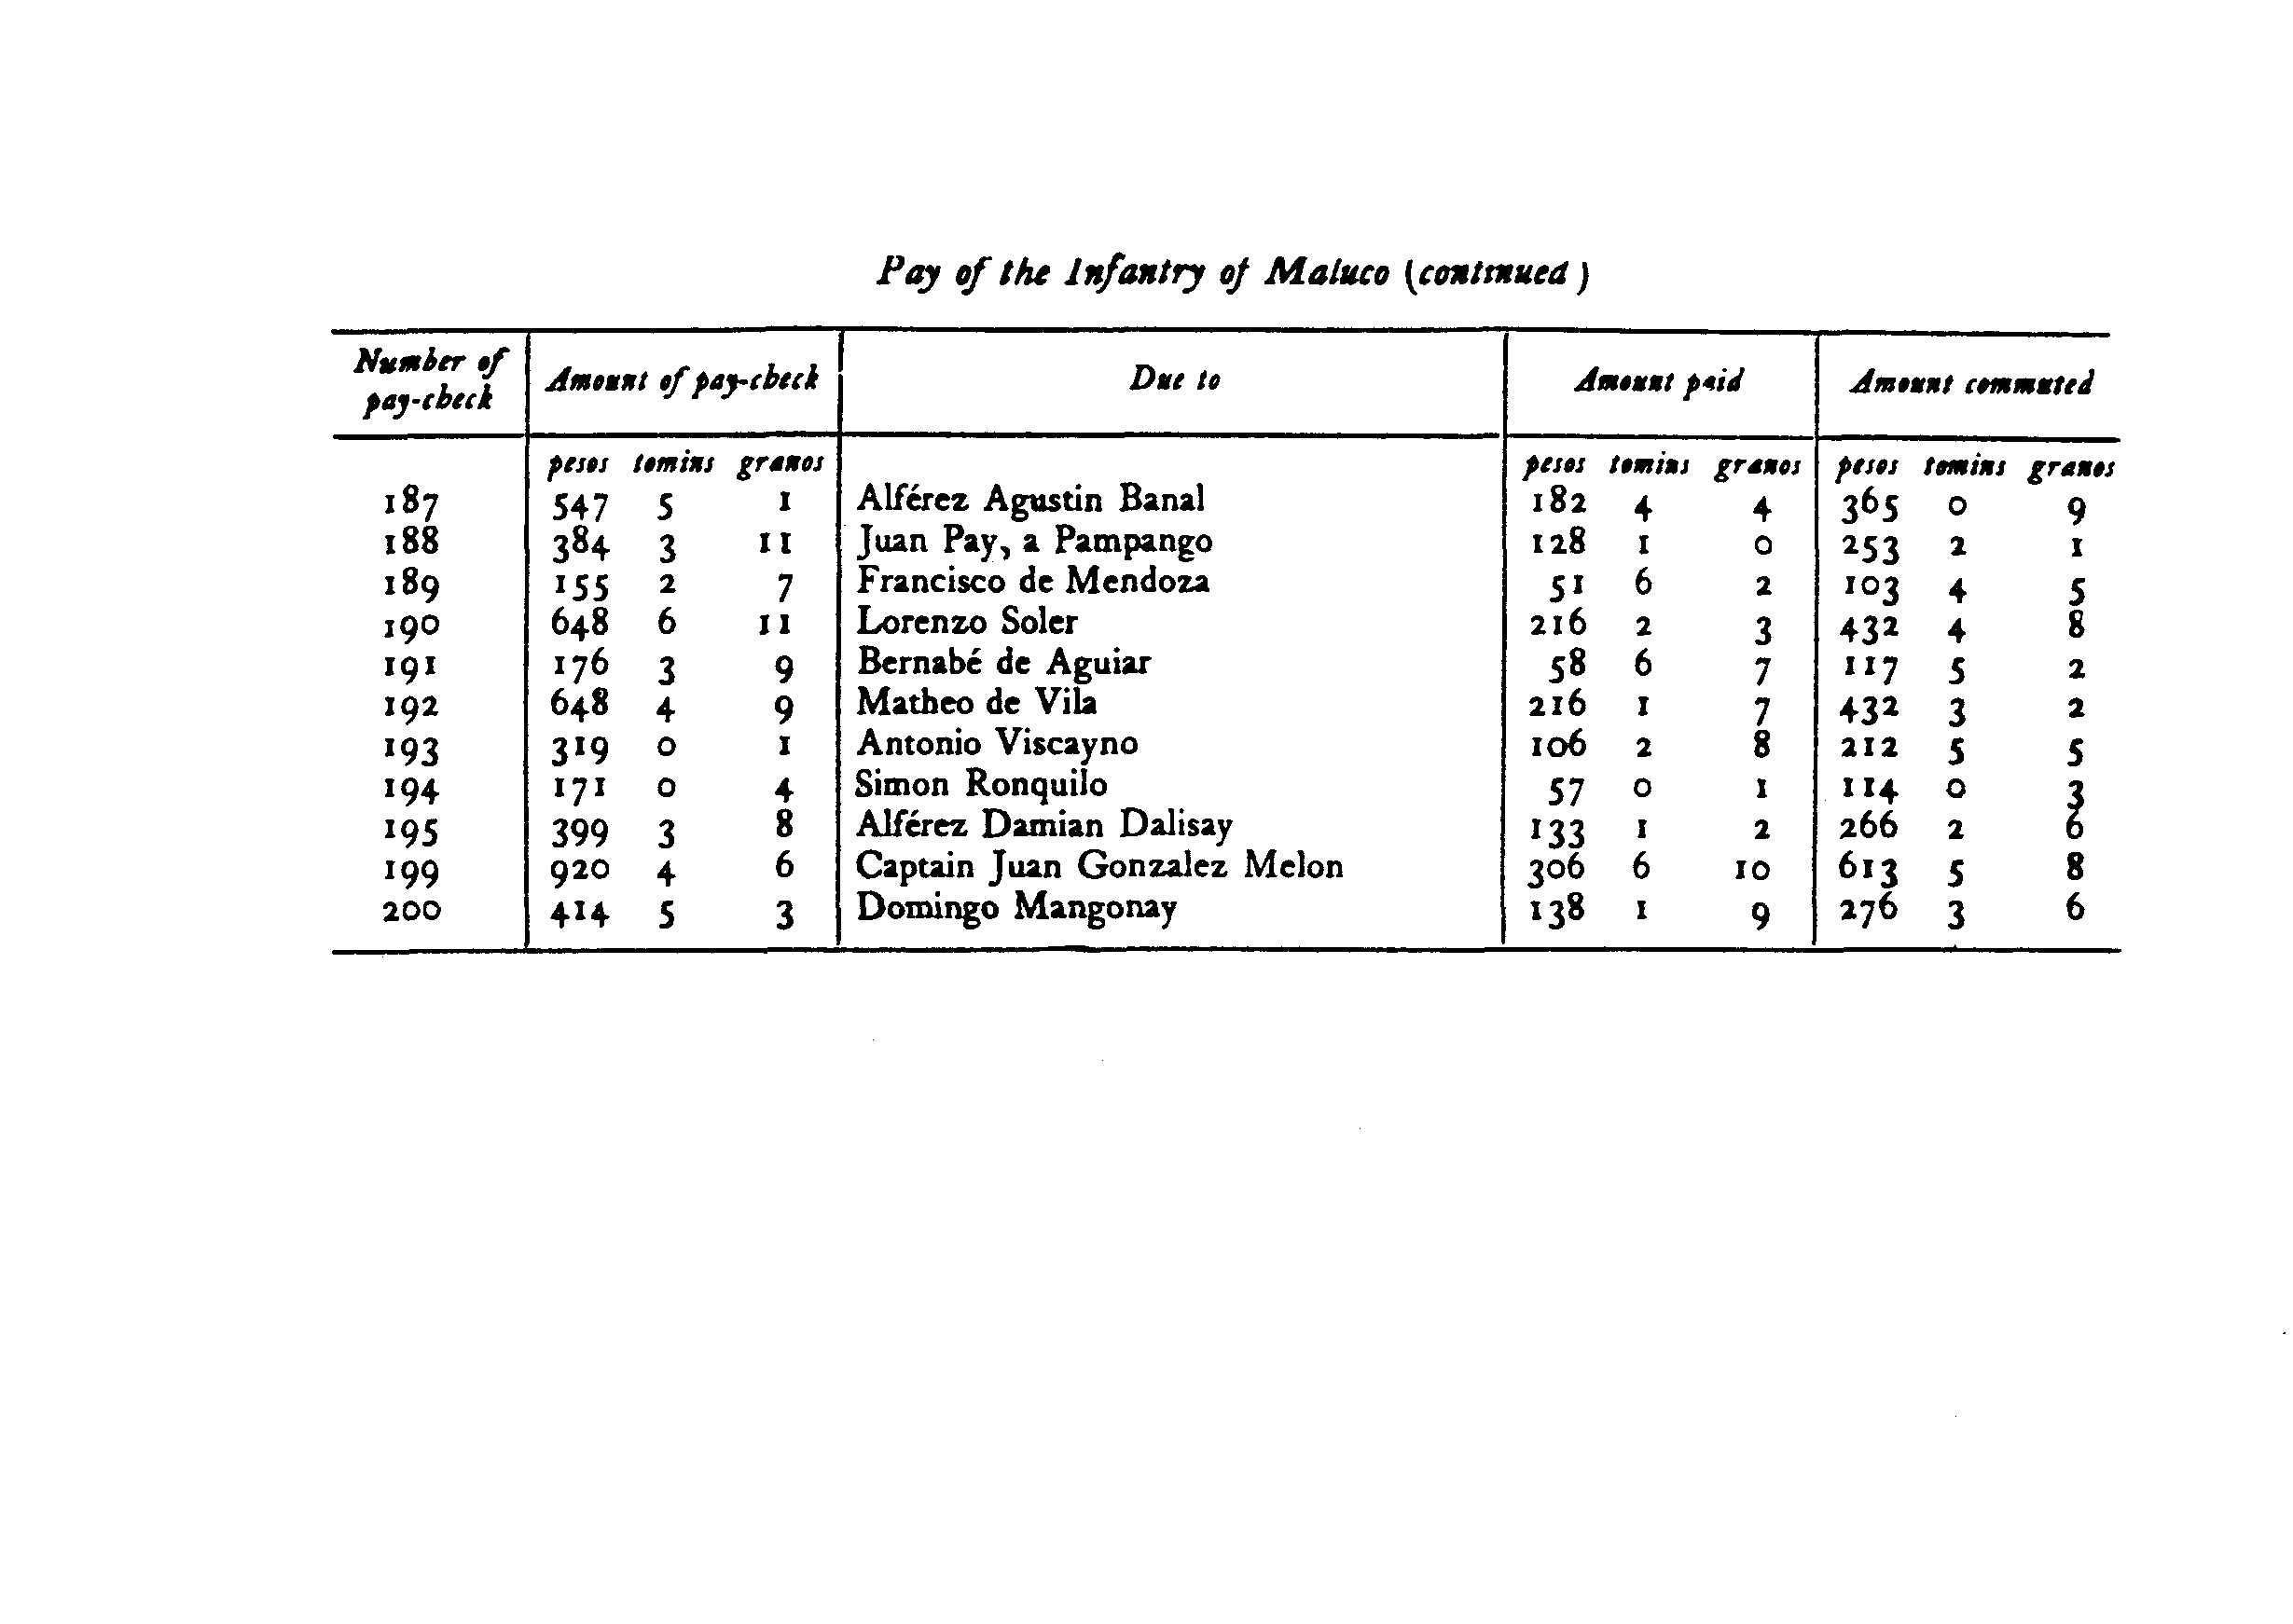 Pay of the Infantry of Maluco (continued)
Number of pay-check Amount of pay-check Due to Amount paid Amount commuted
pesos tomins granos pesos tomins granos pesos tomins granos
187 547 5 1 Alférez Agustin Banal 182 4 4 365 0 9
188 384 3 11 Juan Pay, a Pampango 128 1 0 253 2 1
189 155 2 7 Francisco de Mendoza 51 6 2 103 4 5
190 648 6 11 Lorenzo Soler 216 2 3 432 4 8
191 176 3 9 Bernabé de Aguiar 58 6 7 117 5 2
192 648 4 9 Matheo de Vila 216 1 7 432 3 2
193 319 0 1 Antonio Viscayno 106 2 8 212 5 5
194 171 0 4 Simon Ronquilo 57 0 1 114 0 3
195 399 3 8 Alférez Damian Dalisay 133 1 2 266 2 6
199 920 4 6 Captain Juan Gonzalez Melon 306 6 10 613 5 8
200 414 5 3 Domingo Mangonay 138 1 9 276 3 6